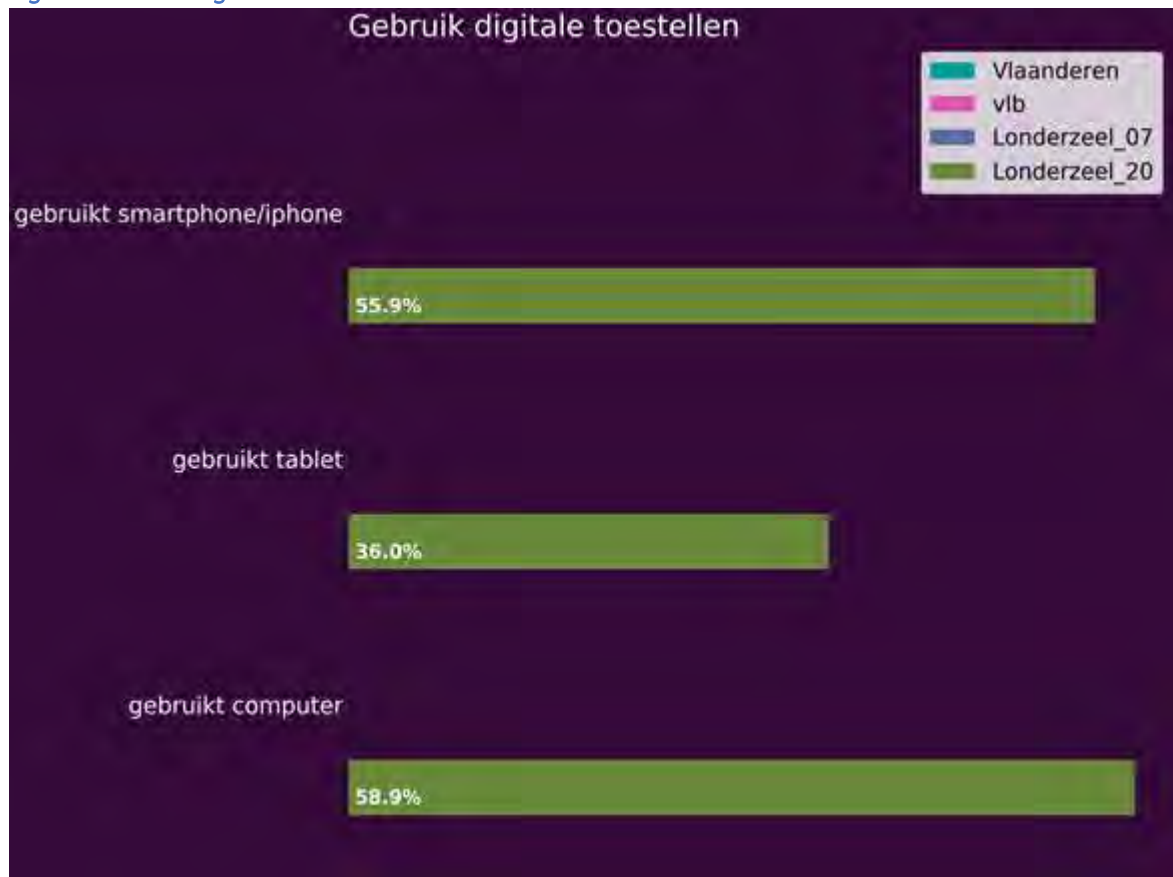 Gebruik digitale toestellen
Vlaanderen
vlb
Londerzeel_07
Londerzeel_20
gebruikt smartphone/iphone
55.9%
gebruikt tablet
36.0%
gebruikt computer
58.9%